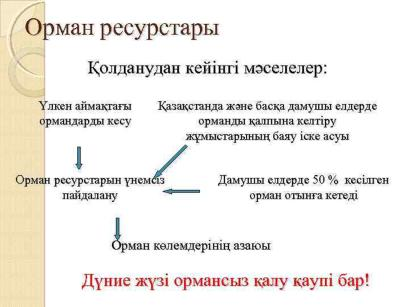 Орман ресурстары
Қолданудан кейінгі мәселелер:
Үлкен аймақтағы
ормандарды кесу
Қазақстанда және басқа дамушы елдерде
орманды қалпына келтіру
жұмыстарының баяу іске асуы
Орман ресурстарын үнемсіз
пайдалану
Дамушы елдерде 50 % кесілген
орман отынға кетеді
Орман көлемдерінің азаюы
Дүние жүзі ормансыз қалу қаупі бар!